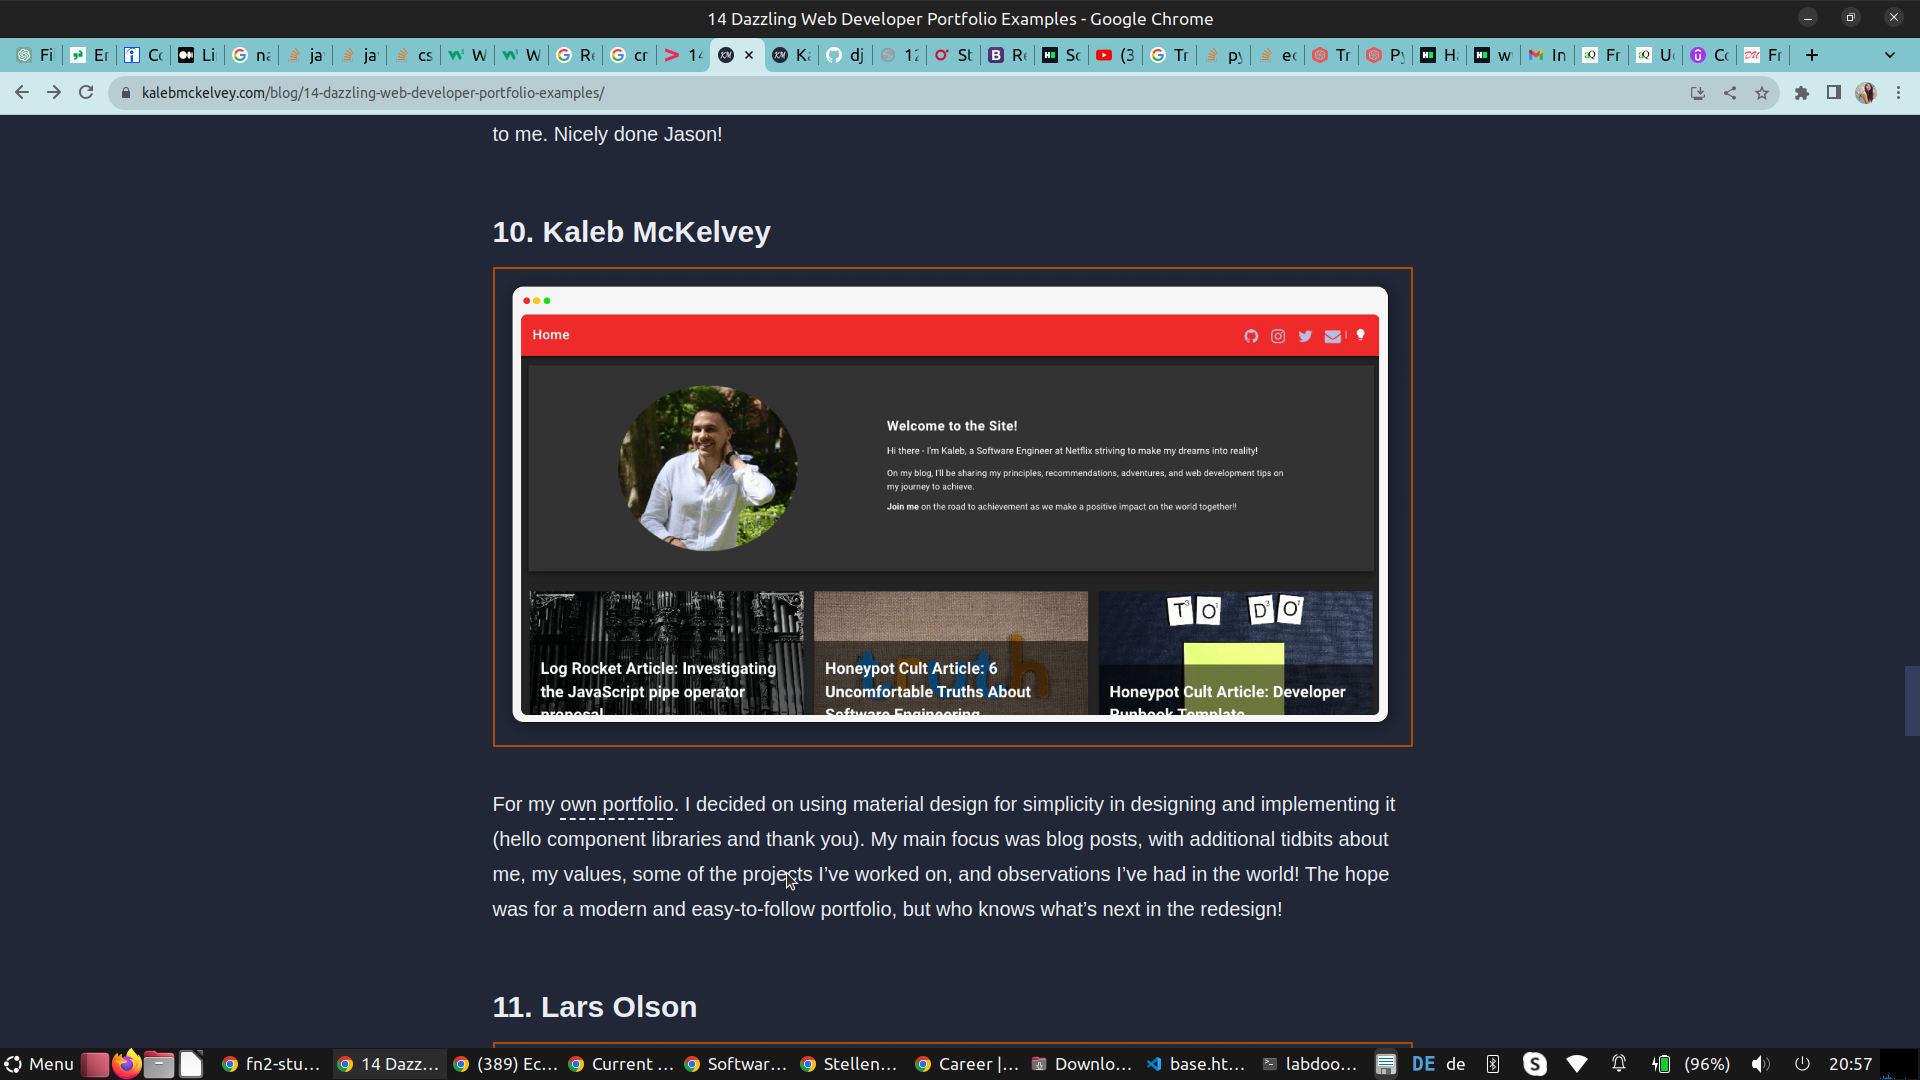 14 Dazzling Web Developer Portfolio Examples - Google Chrome
Fi
Er
Co
Li
na
ja
ja
cs
W
W
Re
cr
14
Ka
dj
12
St
Re
Sc
(3
Tr
py
ec
Tr
Py
H
w
In
Fr
Uc
Co
Fr
kalebmckelvey.com/blog/14-dazzling-web-developer-portfolio-examples/
to me. Nicely done Jason!
10. Kaleb McKelvey
Home
Welcome to the Site!
Hi there - I'm Kaleb, a Software Engineer at Netflix striving to make my dreams into reality!
On my blog, I'll be sharing my principles, recommendations, adventures, and web development tips on
my journey to achieve.
Join me on the road to achievement as we make a positive impact on the world together!!
TO DO
truth
Log Rocket Article: Investigating
the JavaScript pipe operator
proposal
Honeypot Cult Article: 6
Uncomfortable Truths About
Software Engineering
Honeypot Cult Article: Developer
Runbook Template
For my own portfolio. I decided on using material design for simplicity in designing and implementing it
(hello component libraries and thank you). My main focus was blog posts, with additional tidbits about
me, my values, some of the projects I've worked on, and observations I've had in the world! The hope
was for a modern and easy-to-follow portfolio, but who knows what's next in the redesign!
11. Lars Olson
Menu
fn2-stu...
14 Dazz...
(389) Ec...
Current ...
Softwar...
Stellen...
Career |...
Downlo...
base.ht...
labdoo...
DE
de
(96%)
20:57